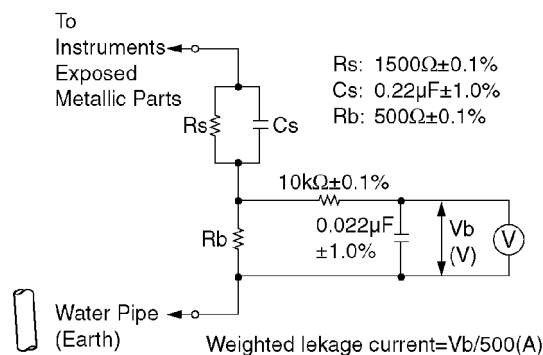 To
Instruments
Exposed
Metallic Parts
Rs: 1500Ω±0.1%
Cs: 0.22µF±1.0%
Rb: 500Ω±0.1%
Rs
Cs
10kΩ±0.1%
Rb
0.022µF
±1.0%
Vb
(V)
V
Water Pipe
(Earth)
Weighted lekage current=Vb/500(A)